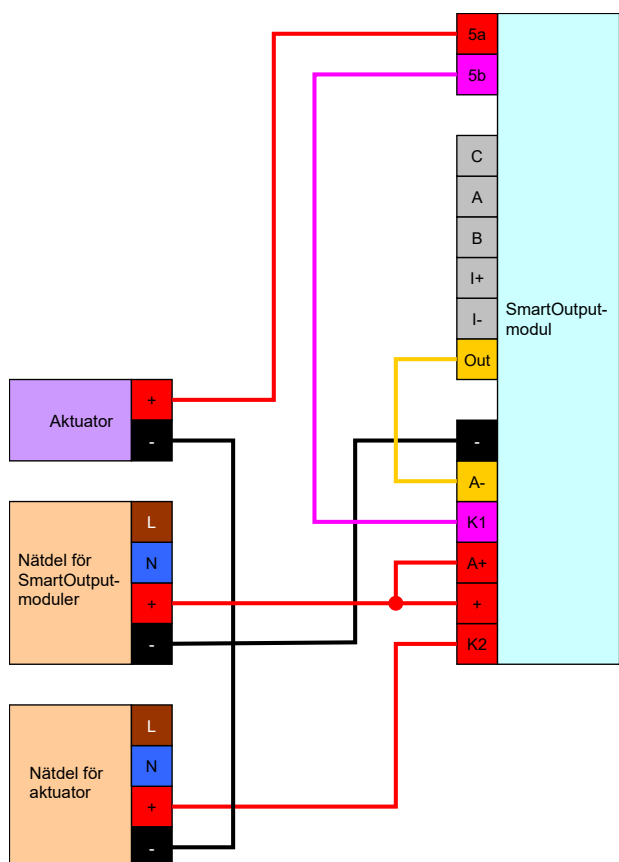 5a
5b
C
A
B
I+
I-
Out
SmartOutput-
modul
Aktuator
+
-
-
A-
K1
A+
+
K2
Nätdel för
SmartOutput-
moduler
L
N
+
-
Nätdel för
aktuator
L
N
+
-